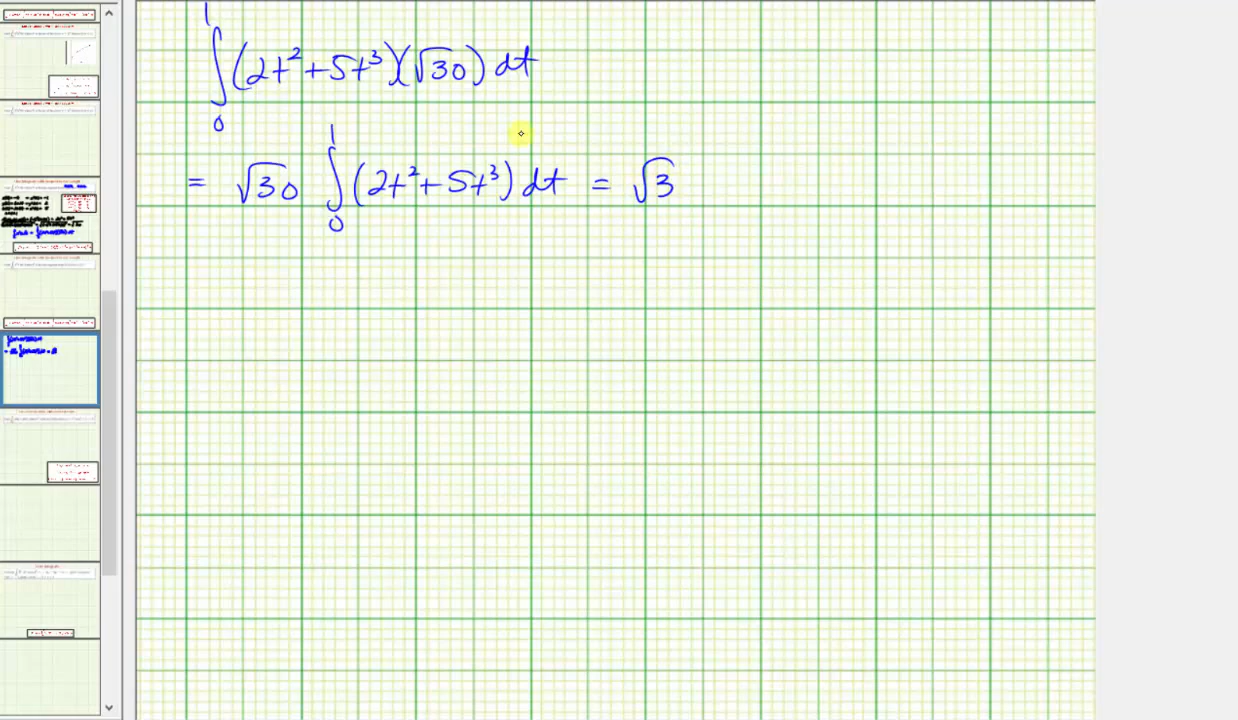 ∫₀¹ (2t² + 5t³)(√30) dt
= √30 ∫₀¹ (2t² + 5t³) dt = √3